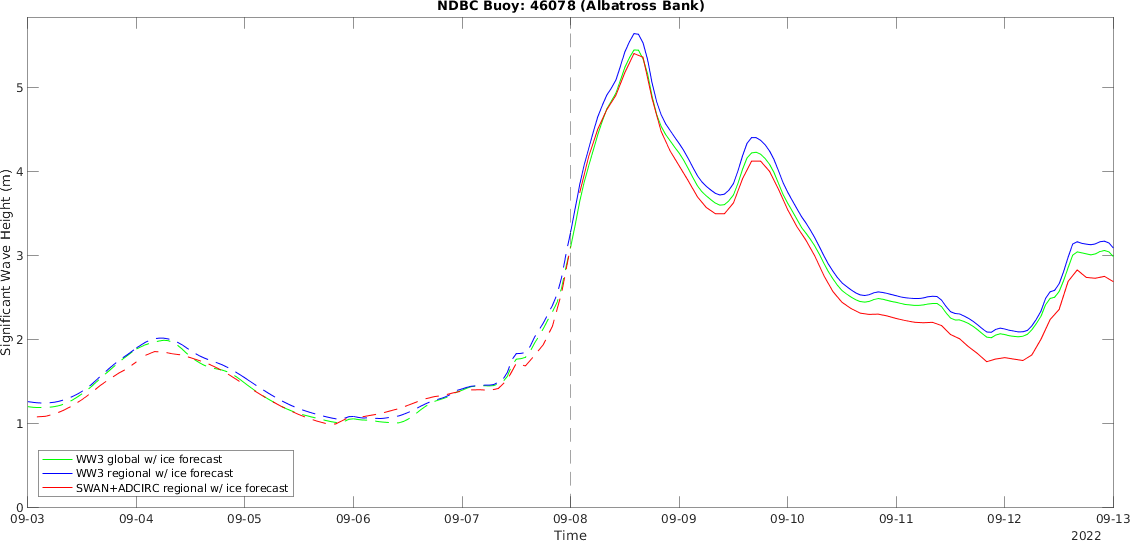 NDBC Buoy: 46078 (Albatross Bank)
Significant Wave Height (m)
5
4
3
2
1
0
WW3 global w/ ice forecast
WW3 regional w/ ice forecast
SWAN+ADCIRC regional w/ ice forecast
09-03 09-04 09-05 09-06 09-07 09-08 09-09 09-10 09-11 09-12 09-13
Time
2022